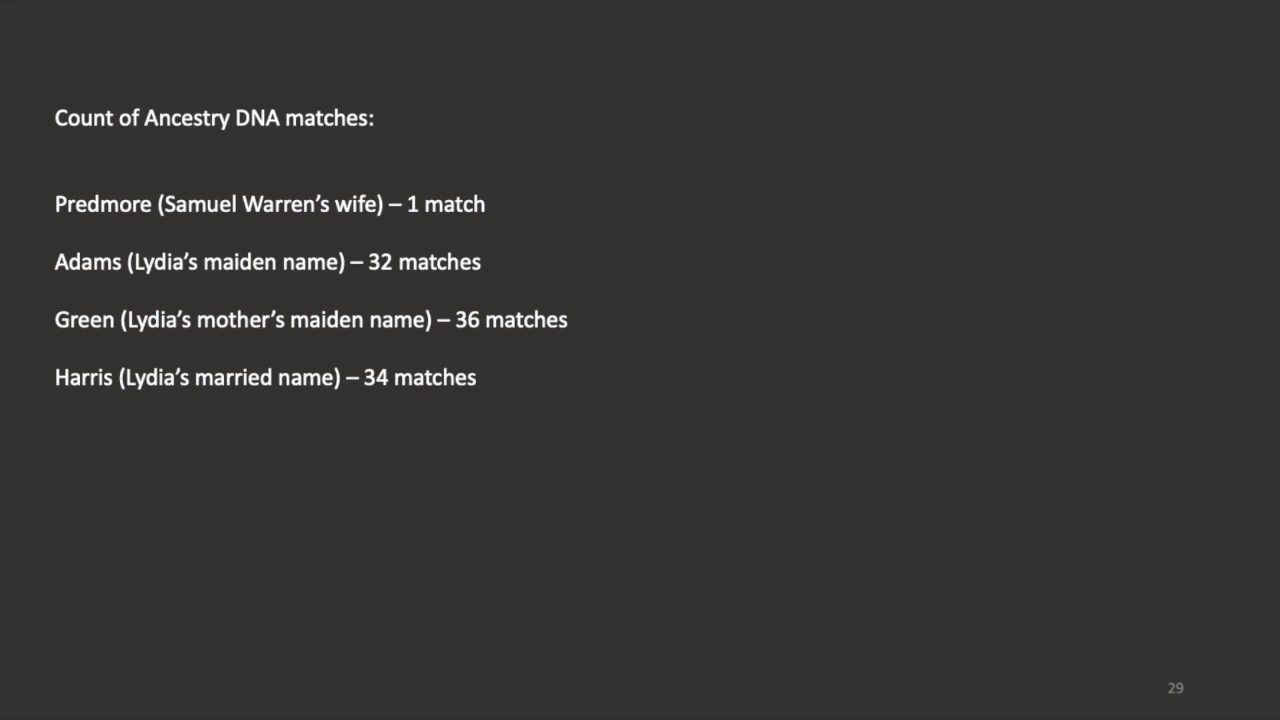 Count of Ancestry DNA matches:
Predmore (Samuel Warren’s wife) – 1 match
Adams (Lydia’s maiden name) – 32 matches
Green (Lydia’s mother’s maiden name) – 36 matches
Harris (Lydia’s married name) – 34 matches
29